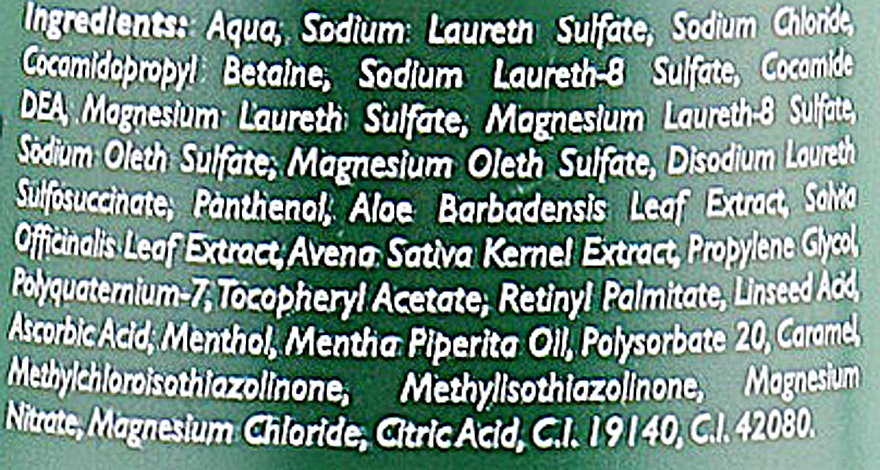 Ingredients: Aqua, Sodium Laureth Sulfate, Sodium Chloride,
Cocamidopropyl Betaine, Sodium Laureth-8 Sulfate, Cocamide
DEA, Magnesium Laureth Sulfate, Magnesium Laureth-8 Sulfate,
Sodium Oleth Sulfate, Magnesium Oleth Sulfate, Disodium Laureth
Sulfosuccinate, Panthenol, Aloe Barbadensis Leaf Extract, Salvia
Officinalis Leaf Extract, Avena Sativa Kernel Extract, Propylene Glycol,
Polyquaternium-7, Tocopheryl Acetate, Retinyl Palmitate, Linseed Acid,
Ascorbic Acid, Menthol, Mentha Piperita Oil, Polysorbate 20, Caramel,
Methylchloroisothiazolinone, Methylisothiazolinone, Magnesium
Nitrate, Magnesium Chloride, Citric Acid, C.I. 19140, C.I. 42080.